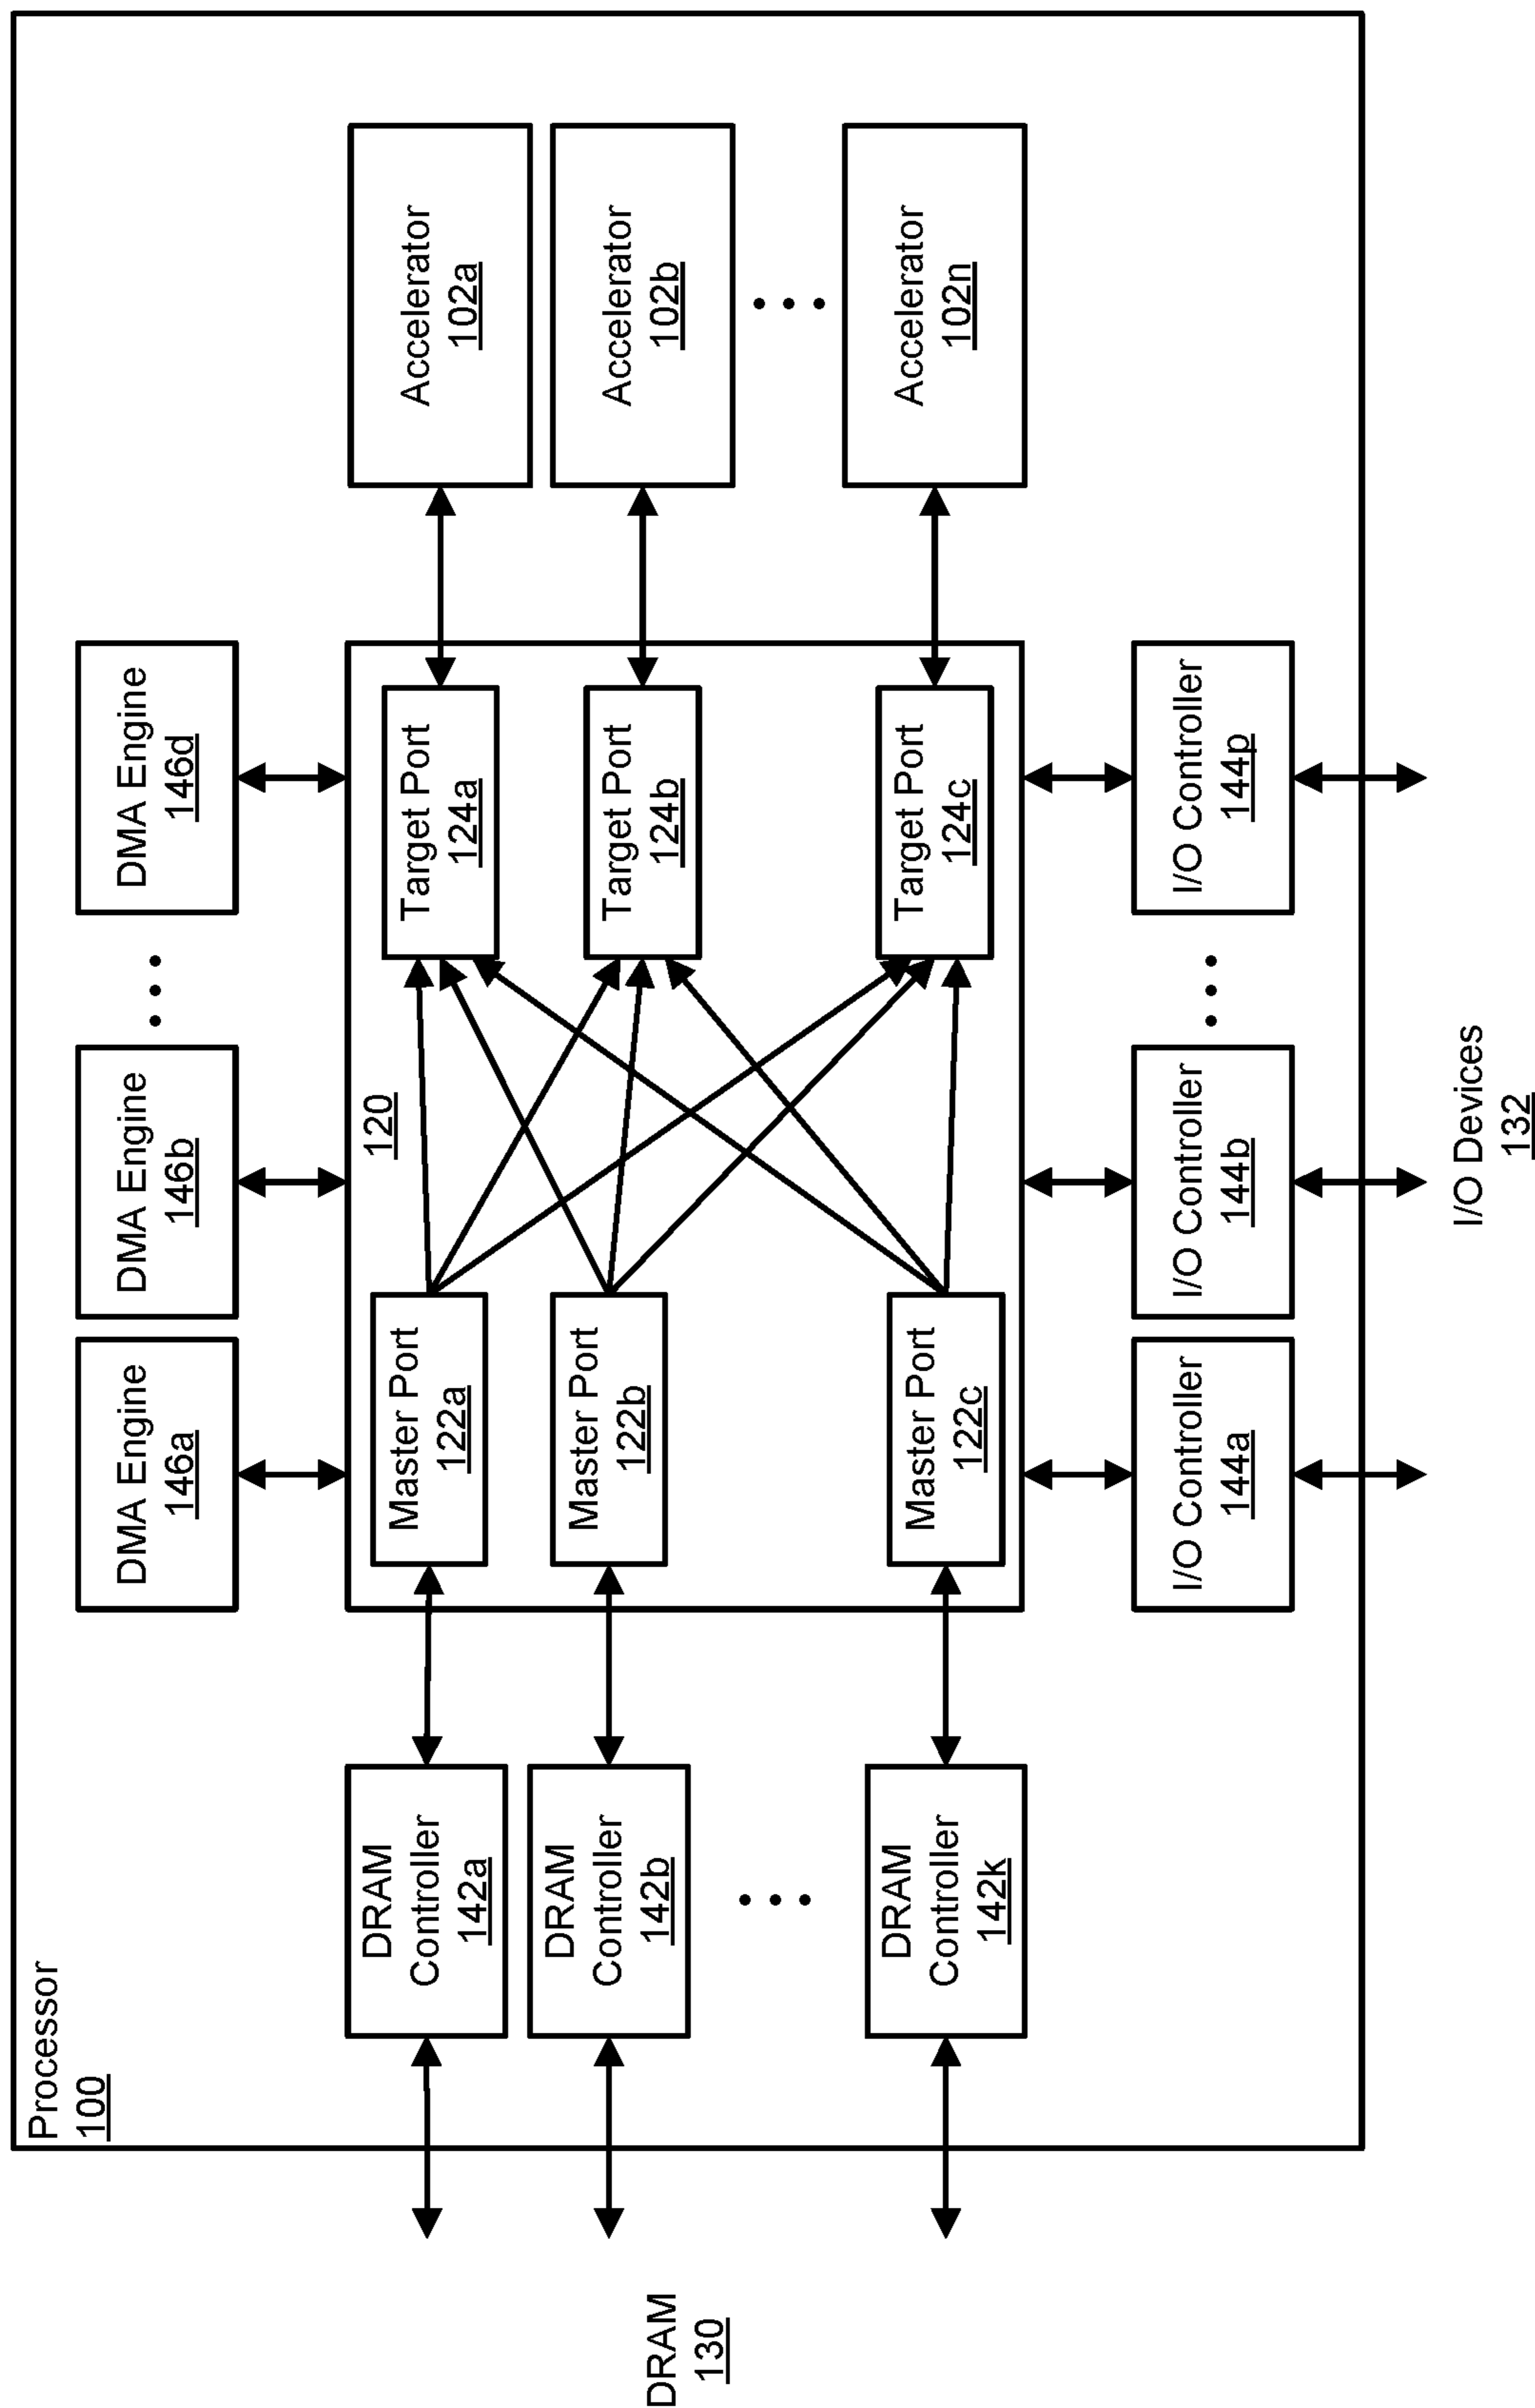 Processor
100
DMA Engine
146a
DMA Engine
146b
• • •
DMA Engine
146d
DRAM
Controller
142a
Master Port
122a
120
Target Port
124a
Accelerator
102a
DRAM
Controller
142b
Master Port
122b
Target Port
124b
Accelerator
102b
DRAM
130
• • •
• • •
DRAM
Controller
142k
Master Port
122c
Target Port
124c
Accelerator
102n
I/O Controller
144a
I/O Controller
144b
• • •
I/O Controller
144p
I/O Devices
132